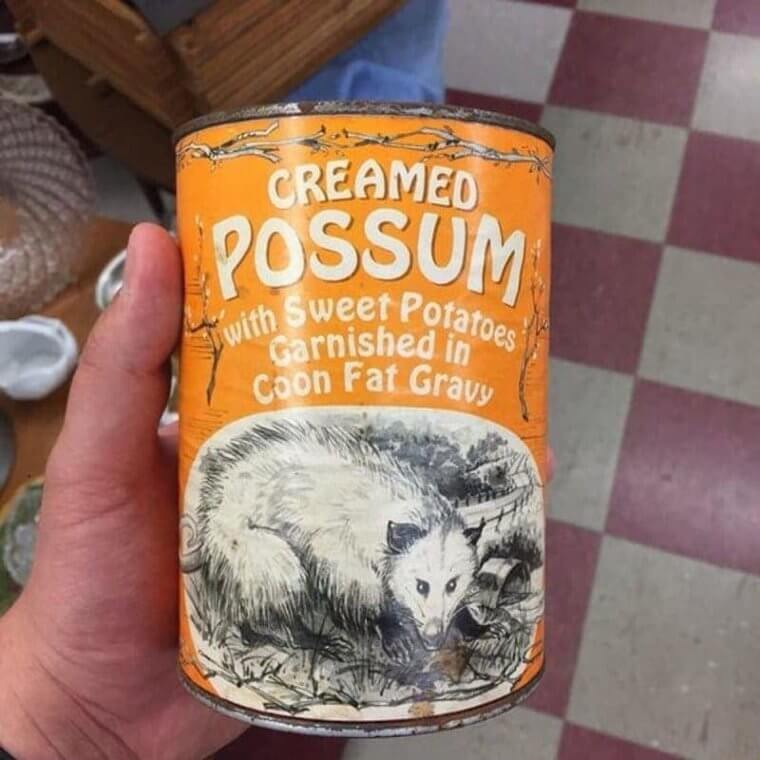 CREAMED
POSSUM
with Sweet Potatoes
Garnished in
Coon Fat Gravy